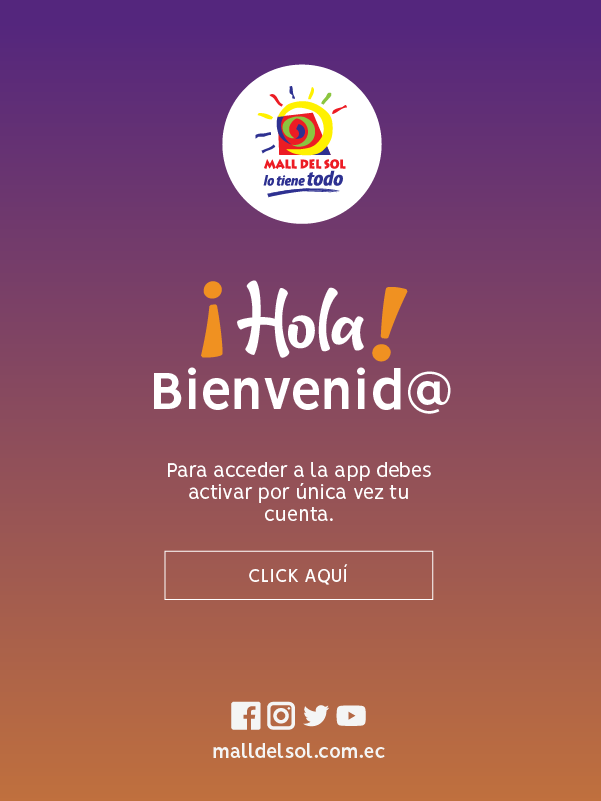 MALL DEL SOL
lo tiene todo
¡Hola!
Bienvenid@
Para acceder a la app debes
activar por única vez tu
cuenta.
CLICK AQUÍ
malldelsol.com.ec